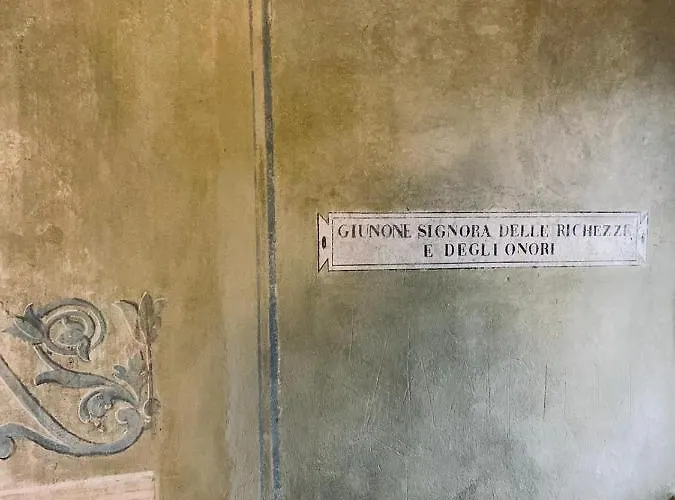 GIUNONE SIGNORA DELLE RICHEZZE
E DEGLI ONORI